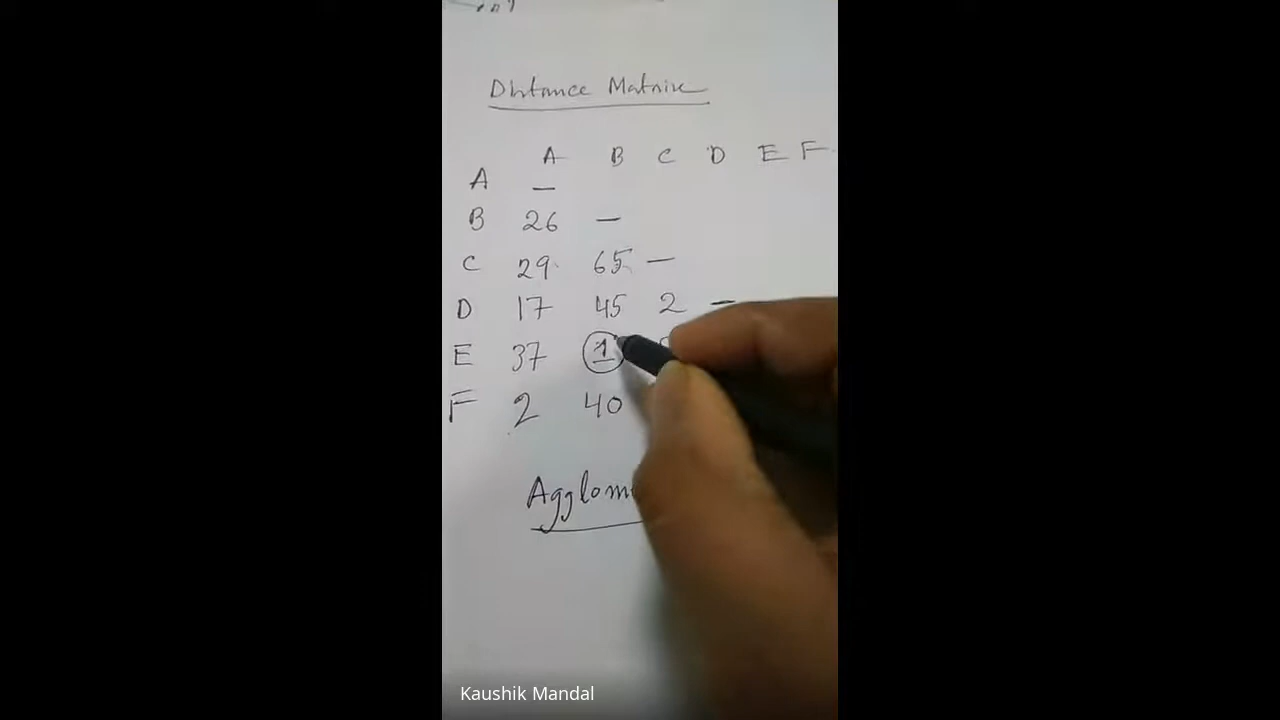 Distance Matrix
A B C D E F
A —
B 26 —
C 29 65 —
D 17 45 2 —
E 37 1
F 2 40
Agglom
Kaushik Mandal